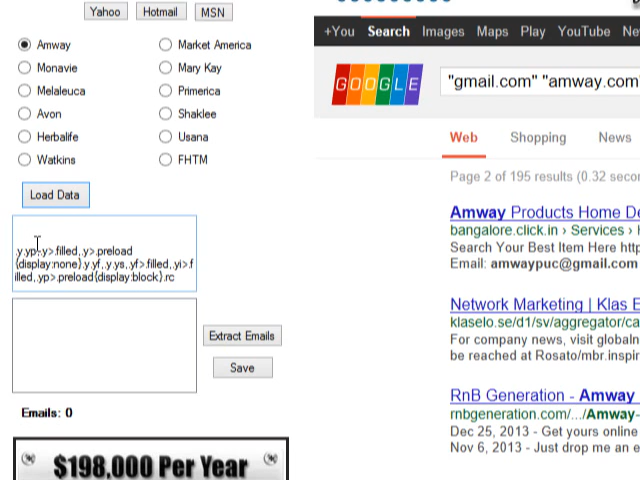 Yahoo Hotmail MSN
Amway Market America
Monavie Mary Kay
Melaleuca Primerica
Avon Shaklee
Herbalife Usana
Watkins FHTM
Load Data
.y.yp,.y>.filled,.y>.preload
{display:none}.y.yf,.y.ys,.yf>.filled,.yi>.f
illed,.yp>.preload{display:block}.rc
Extract Emails
Save
Emails: 0
$198,000 Per Year
+You Search Images Maps Play YouTube Ne
GOOGLE "gmail.com" "amway.com"
Web Shopping News
Page 2 of 195 results (0.32 secon
Amway Products Home De
bangalore.click.in › Services ›
Search Your Best Item Here http
Email: amwaypuc@gmail.com
Network Marketing | Klas E
klaselo.se/d1/sv/aggregator/ca
For company news, visit globaln
be reached at Rosato/mbr.inspir
RnB Generation - Amway
rnbgeneration.com/.../Amway-
Dec 25, 2013 - Get yours online
Nov 6, 2013 - Just drop me an e